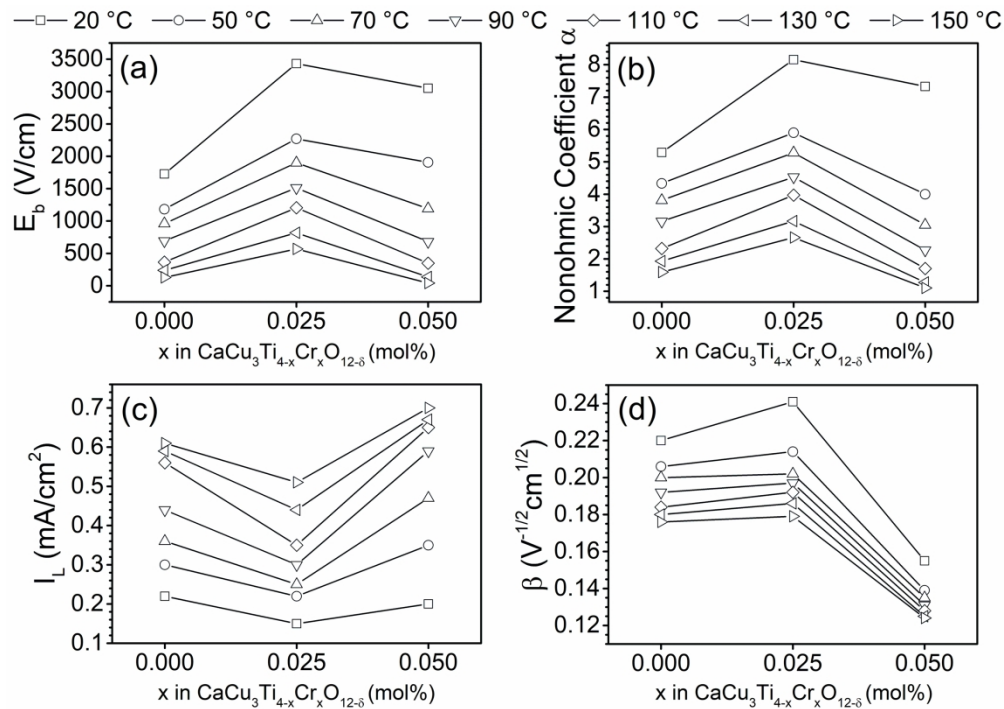 20 °C 50 °C 70 °C 90 °C 110 °C 130 °C 150 °C
(a)
E_b (V/cm)
3500
3000
2500
2000
1500
1000
500
0
0.000 0.025 0.050
x in CaCu₃Ti₄₋ₓCrₓO₁₂₋δ (mol%)
(b)
Nonohmic Coefficient α
8
7
6
5
4
3
2
1
0.000 0.025 0.050
x in CaCu₃Ti₄₋ₓCrₓO₁₂₋δ (mol%)
(c)
I_L (mA/cm²)
0.7
0.6
0.5
0.4
0.3
0.2
0.1
0.000 0.025 0.050
x in CaCu₃Ti₄₋ₓCrₓO₁₂₋δ (mol%)
(d)
β (V⁻¹/²cm¹/²)
0.24
0.22
0.20
0.18
0.16
0.14
0.12
0.000 0.025 0.050
x in CaCu₃Ti₄₋ₓCrₓO₁₂₋δ (mol%)